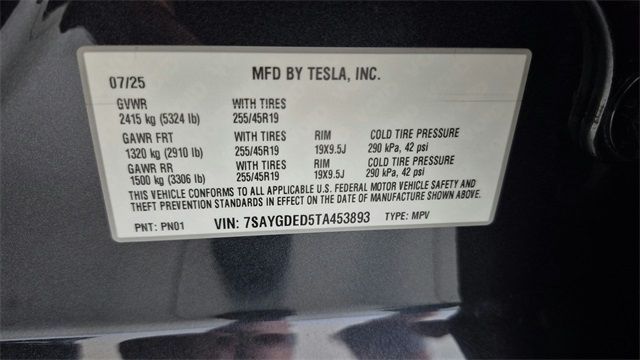 MFD BY TESLA, INC.
07/25
GVWR WITH TIRES
2415 kg (5324 lb) 255/45R19
GAWR FRT WITH TIRES RIM COLD TIRE PRESSURE
1320 kg (2910 lb) 255/45R19 19X9.5J 290 kPa, 42 psi
GAWR RR WITH TIRES RIM COLD TIRE PRESSURE
1500 kg (3306 lb) 255/45R19 19X9.5J 290 kPa, 42 psi
THIS VEHICLE CONFORMS TO ALL APPLICABLE U.S. FEDERAL MOTOR VEHICLE SAFETY AND
THEFT PREVENTION STANDARDS IN EFFECT ON THE DATE OF MANUFACTURE SHOWN ABOVE.
PNT: PN01 VIN: 7SAYGDED5TA453893 TYPE: MPV